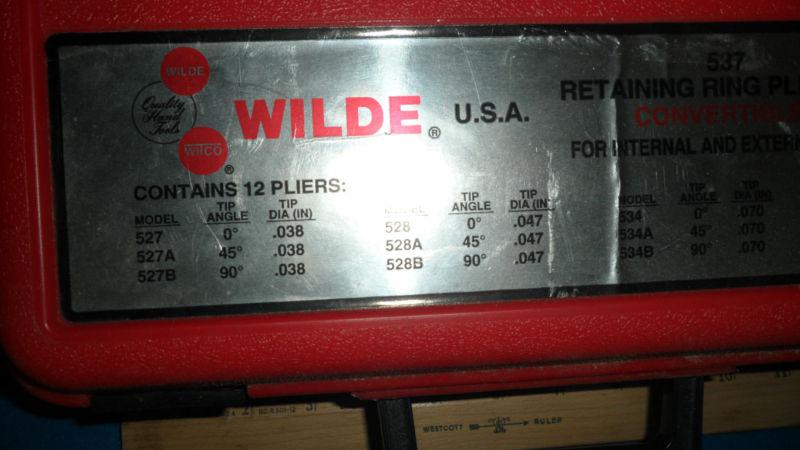 WILDE
Quality
Hand
Tools
WILCO
®
WILDE® U.S.A.
537
RETAINING RING PL
CONVERTIBLE
FOR INTERNAL AND EXTER
CONTAINS 12 PLIERS:
MODEL TIP ANGLE TIP DIA (IN)
527 0° .038
527A 45° .038
527B 90° .038
MODEL TIP ANGLE TIP DIA (IN)
528 0° .047
528A 45° .047
528B 90° .047
MODEL TIP ANGLE TIP DIA (IN)
534 0° .070
534A 45° .070
534B 90° .070
WESTCOTT RULER